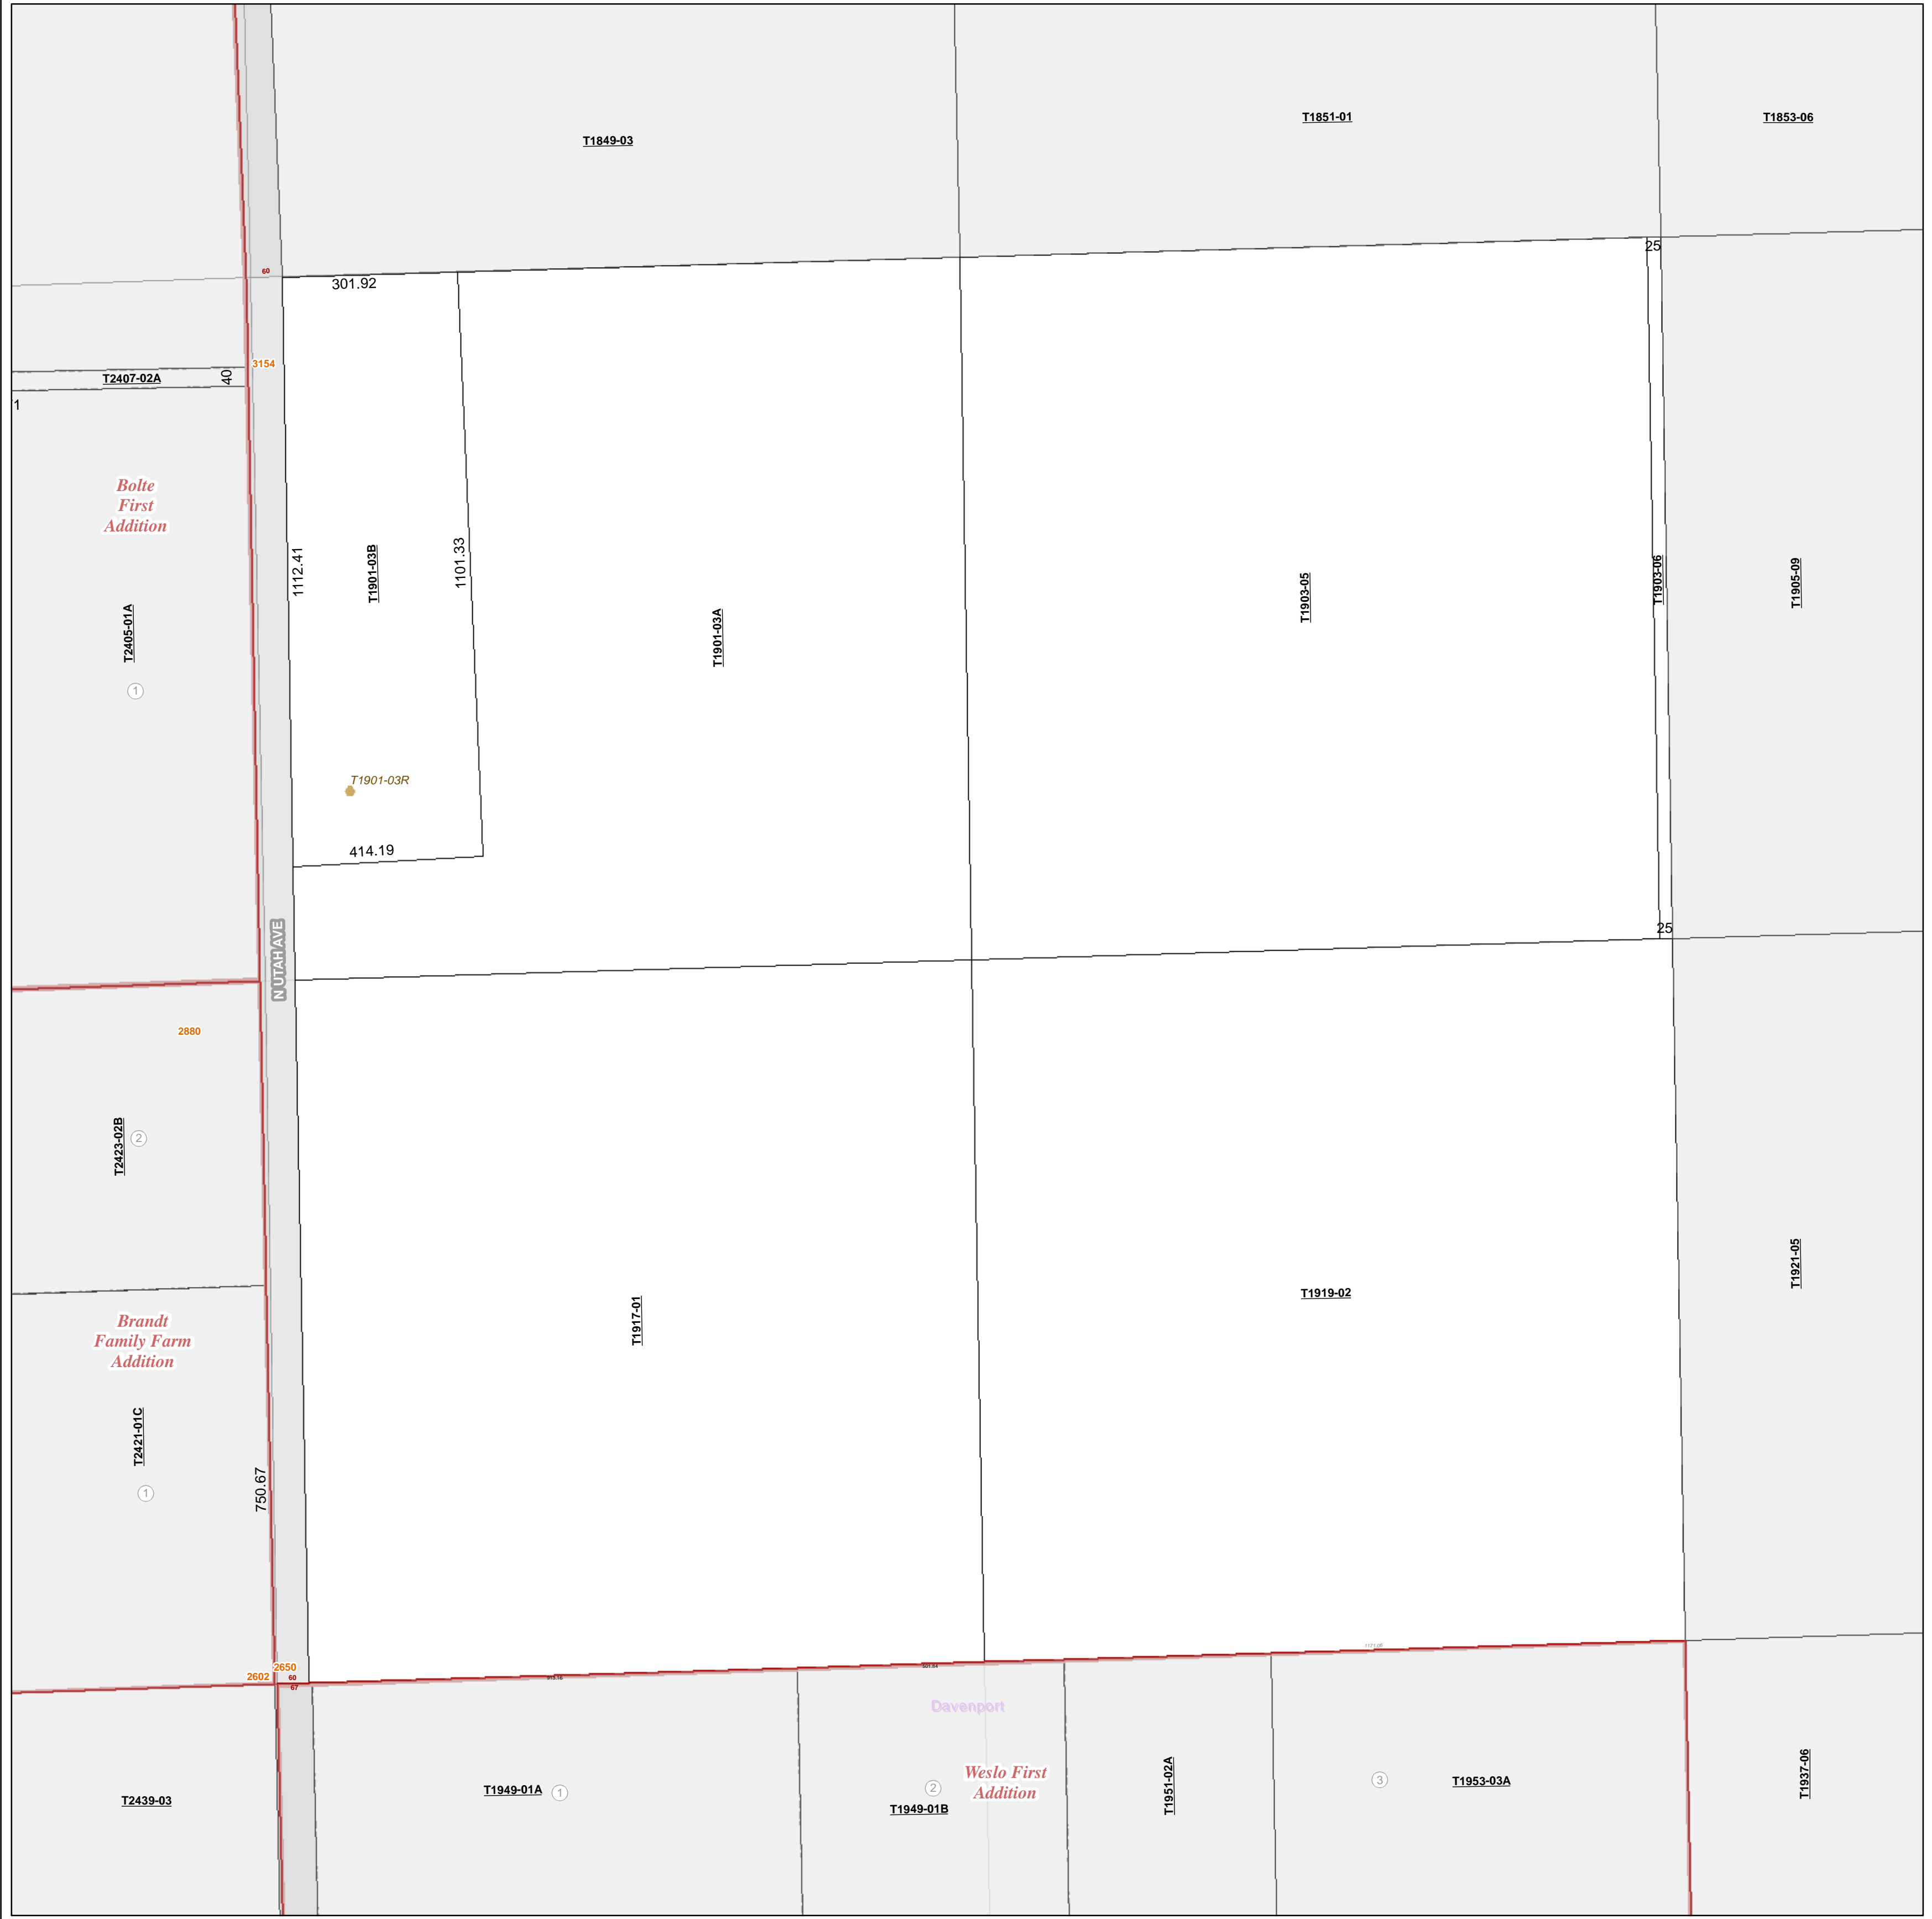 T1851-01
T1853-06
T1849-03
25
60
301.92
3154
T2407-02A
40
Bolte
First
Addition
1112.41
T1901-03B
1101.33
T2405-01A
1
T1901-03A
T1903-05
T1903-06
T1905-09
T1901-03R
414.19
25
N UTAH AVE
2880
T2423-02B
2
T1917-01
T1919-02
T1921-05
Brandt
Family Farm
Addition
T2421-01C
1
750.67
2650
2602
60
67
Davenport
Weslo First
Addition
T2439-03
T1949-01A
1
2
T1949-01B
T1951-02A
3
T1953-03A
T1937-06